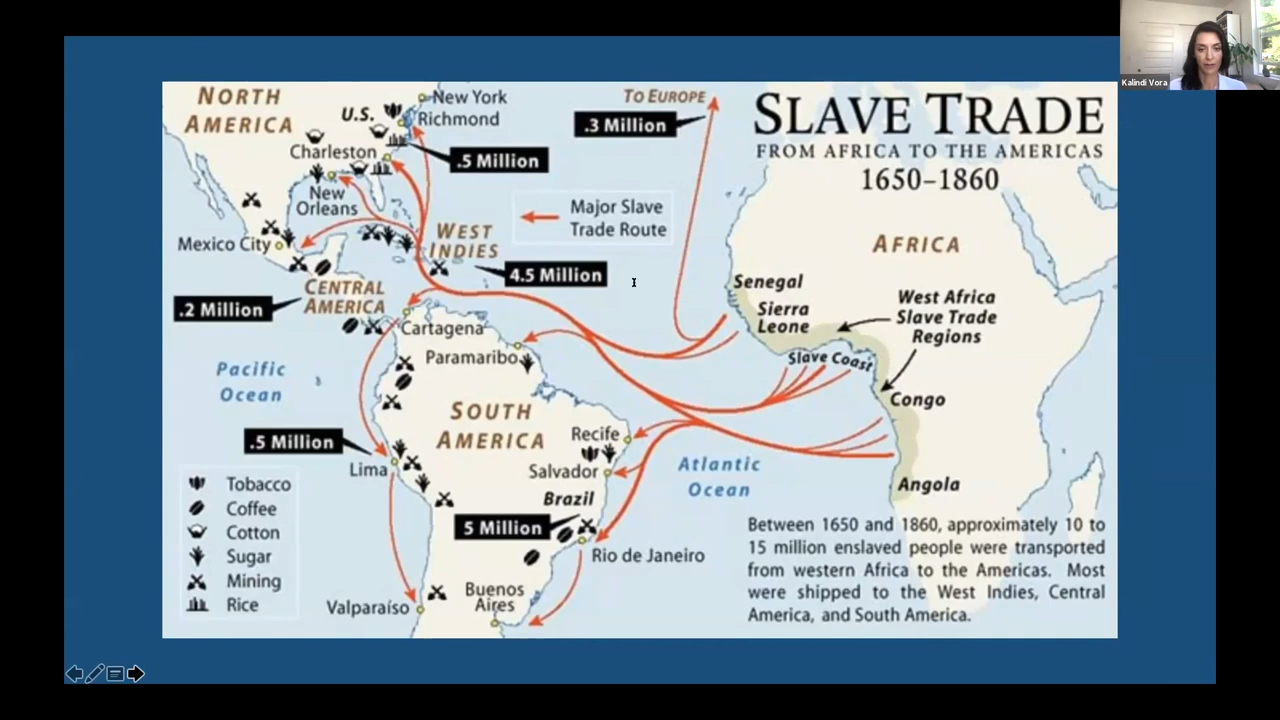 Kalindi Vora
SLAVE TRADE
FROM AFRICA TO THE AMERICAS
1650–1860
NORTH
AMERICA
U.S.
New York
Richmond
Charleston
.5 Million
New
Orleans
Mexico City
WEST
INDIES
4.5 Million
CENTRAL
AMERICA
.2 Million
TO EUROPE
.3 Million
Major Slave
Trade Route
AFRICA
Senegal
Sierra
Leone
West Africa
Slave Trade
Regions
Slave Coast
Congo
Angola
Cartagena
Paramaribo
Pacific
Ocean
SOUTH
AMERICA
.5 Million
Lima
Recife
Salvador
Brazil
5 Million
Rio de Janeiro
Atlantic
Ocean
Buenos
Aires
Valparaíso
Tobacco
Coffee
Cotton
Sugar
Mining
Rice
Between 1650 and 1860, approximately 10 to
15 million enslaved people were transported
from western Africa to the Americas. Most
were shipped to the West Indies, Central
America, and South America.